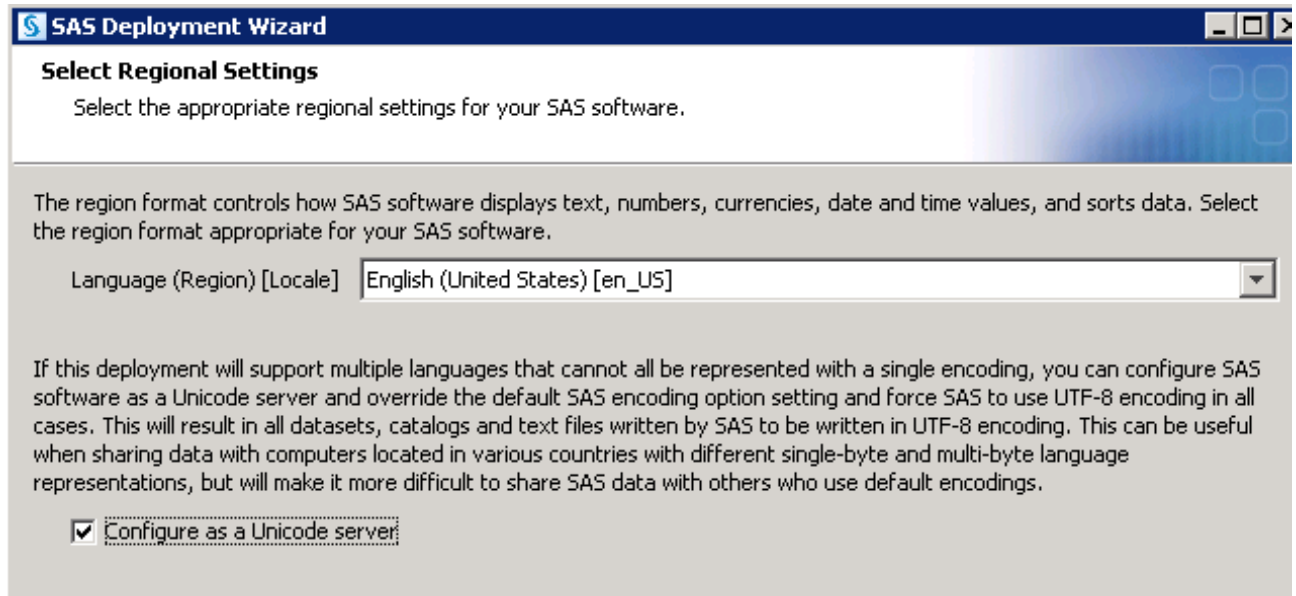 SAS Deployment Wizard
Select Regional Settings
Select the appropriate regional settings for your SAS software.
The region format controls how SAS software displays text, numbers, currencies, date and time values, and sorts data. Select
the region format appropriate for your SAS software.
Language (Region) [Locale] English (United States) [en_US]
If this deployment will support multiple languages that cannot all be represented with a single encoding, you can configure SAS
software as a Unicode server and override the default SAS encoding option setting and force SAS to use UTF-8 encoding in all
cases. This will result in all datasets, catalogs and text files written by SAS to be written in UTF-8 encoding. This can be useful
when sharing data with computers located in various countries with different single-byte and multi-byte language
representations, but will make it more difficult to share SAS data with others who use default encodings.
Configure as a Unicode server